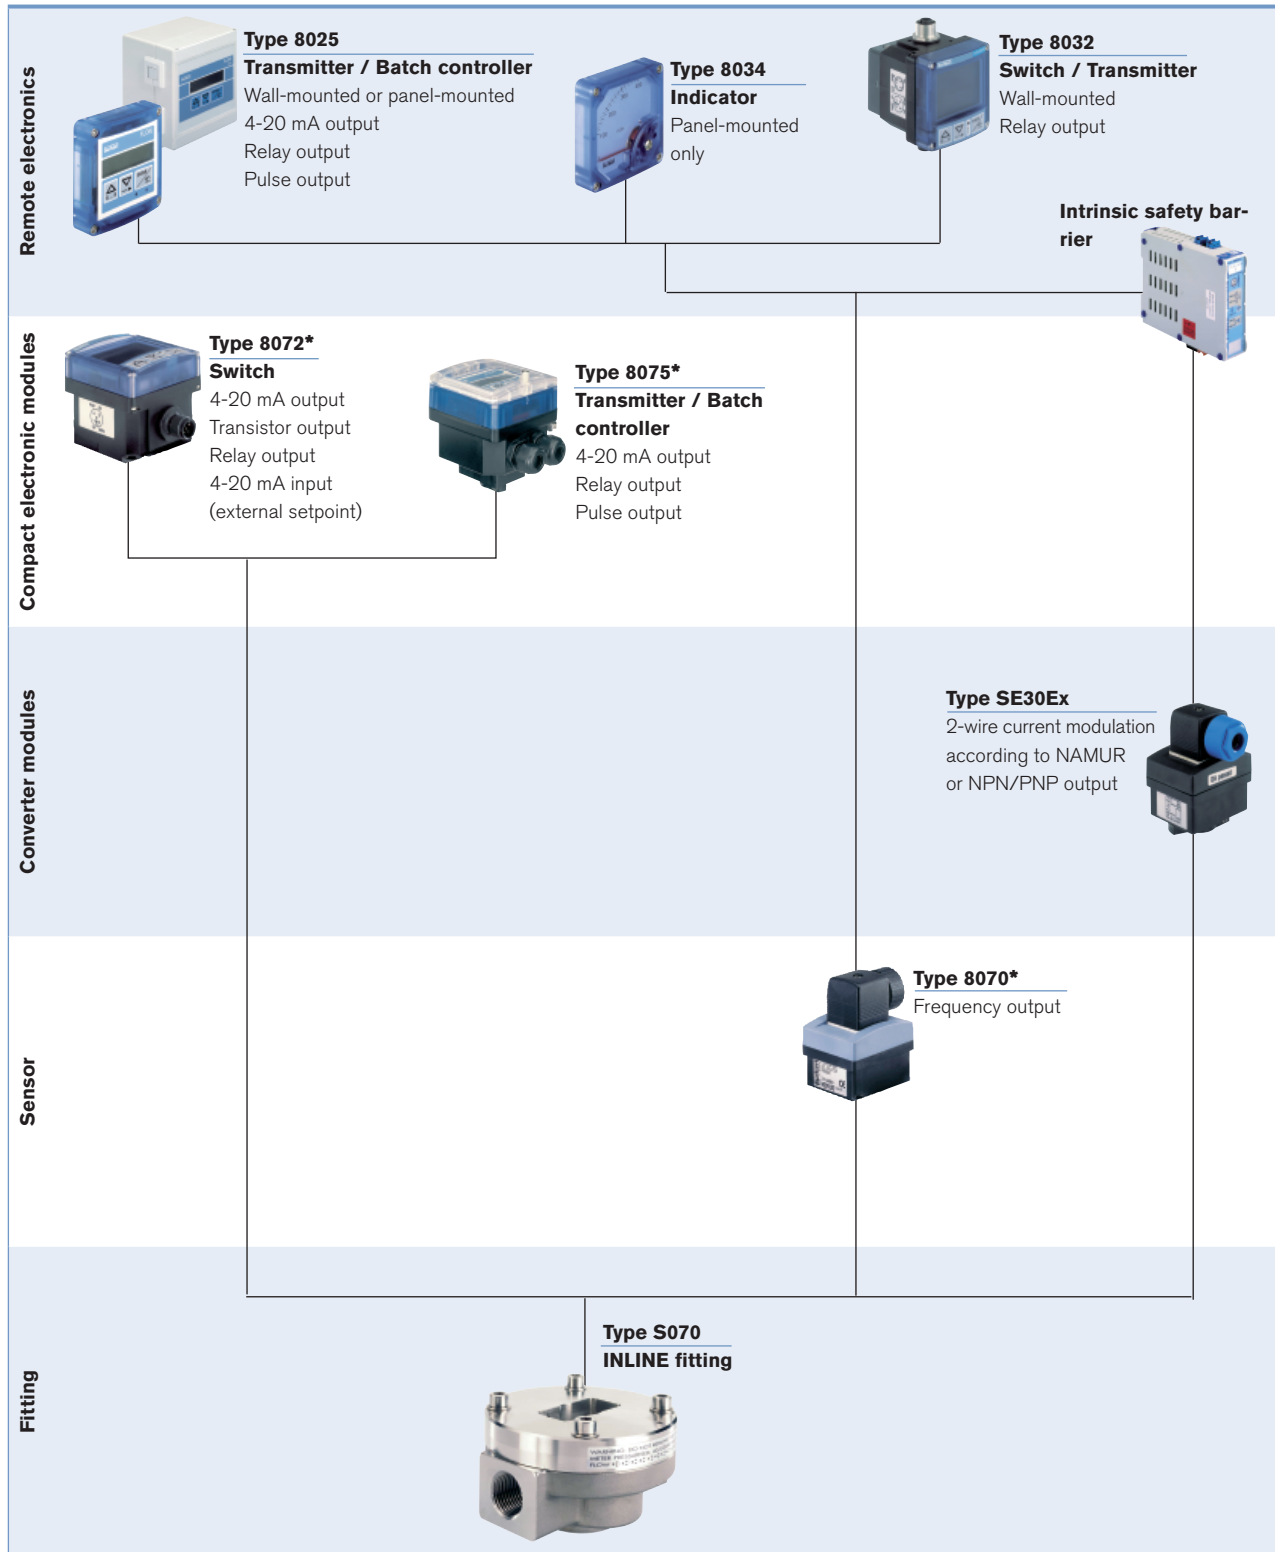 Remote electronics
Type 8025
Transmitter / Batch controller
Wall-mounted or panel-mounted
4-20 mA output
Relay output
Pulse output
Type 8034
Indicator
Panel-mounted
only
Type 8032
Switch / Transmitter
Wall-mounted
Relay output
Intrinsic safety bar-
rier
Compact electronic modules
Type 8072*
Switch
4-20 mA output
Transistor output
Relay output
4-20 mA input
(external setpoint)
Type 8075*
Transmitter / Batch
controller
4-20 mA output
Relay output
Pulse output
Converter modules
Type SE30Ex
2-wire current modulation
according to NAMUR
or NPN/PNP output
Sensor
Type 8070*
Frequency output
Fitting
Type S070
INLINE fitting